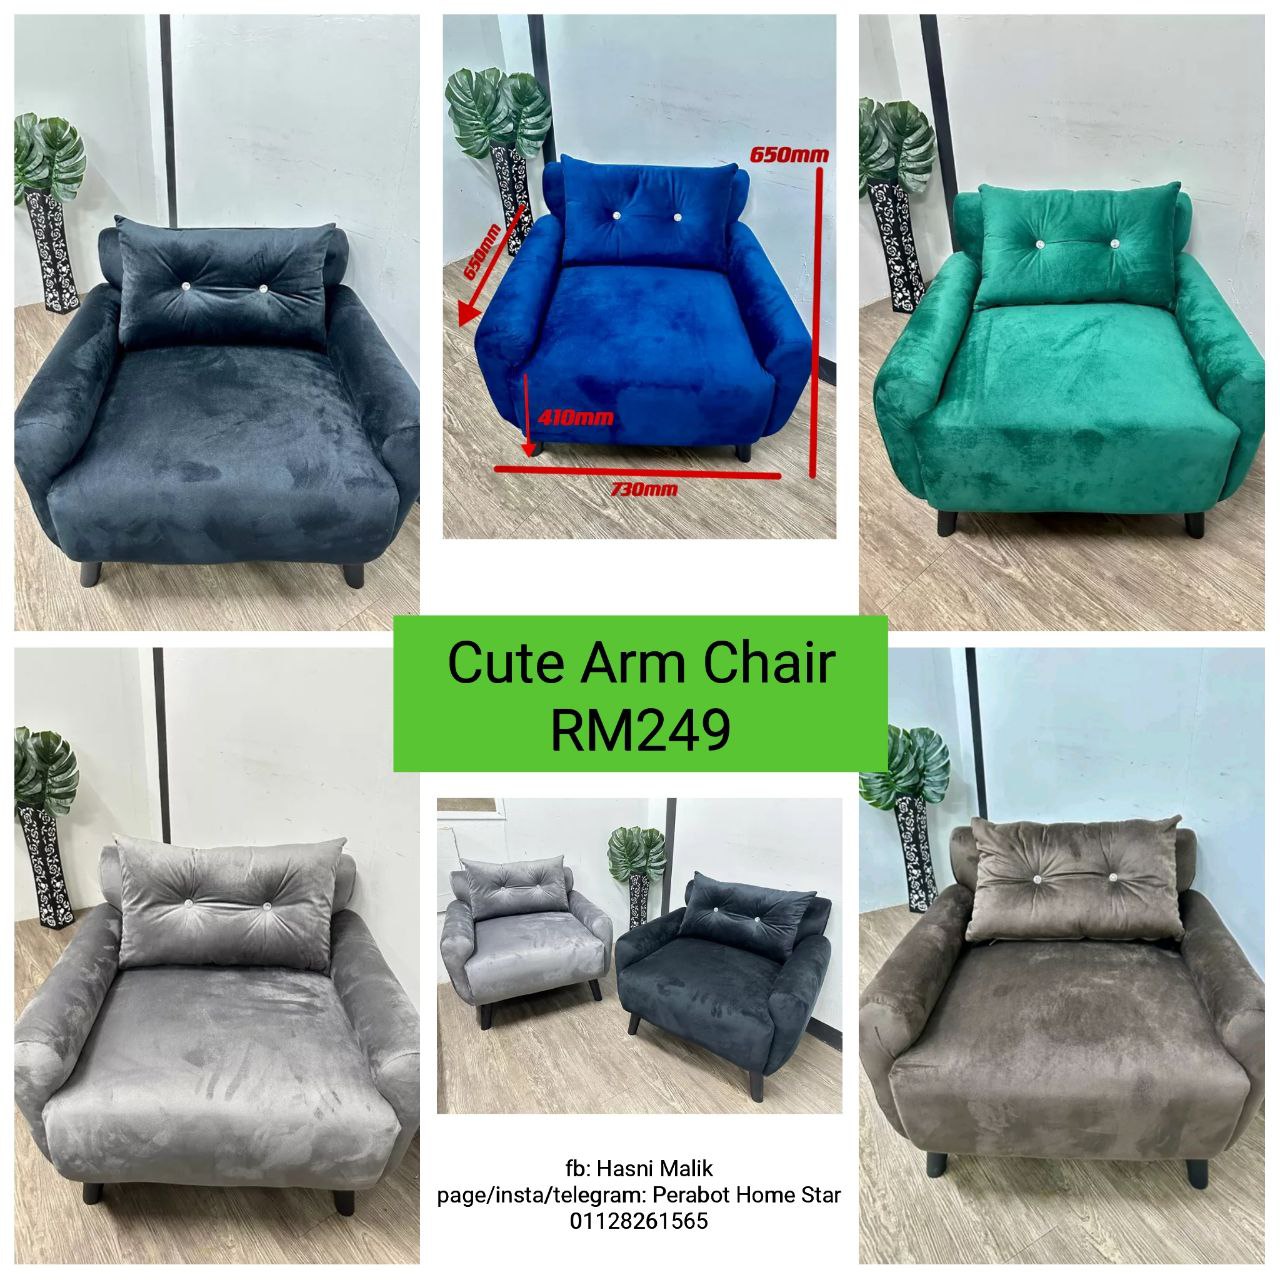 650mm
650mm
410mm
730mm
Cute Arm Chair
RM249
fb: Hasni Malik
page/insta/telegram: Perabot Home Star
01128261565